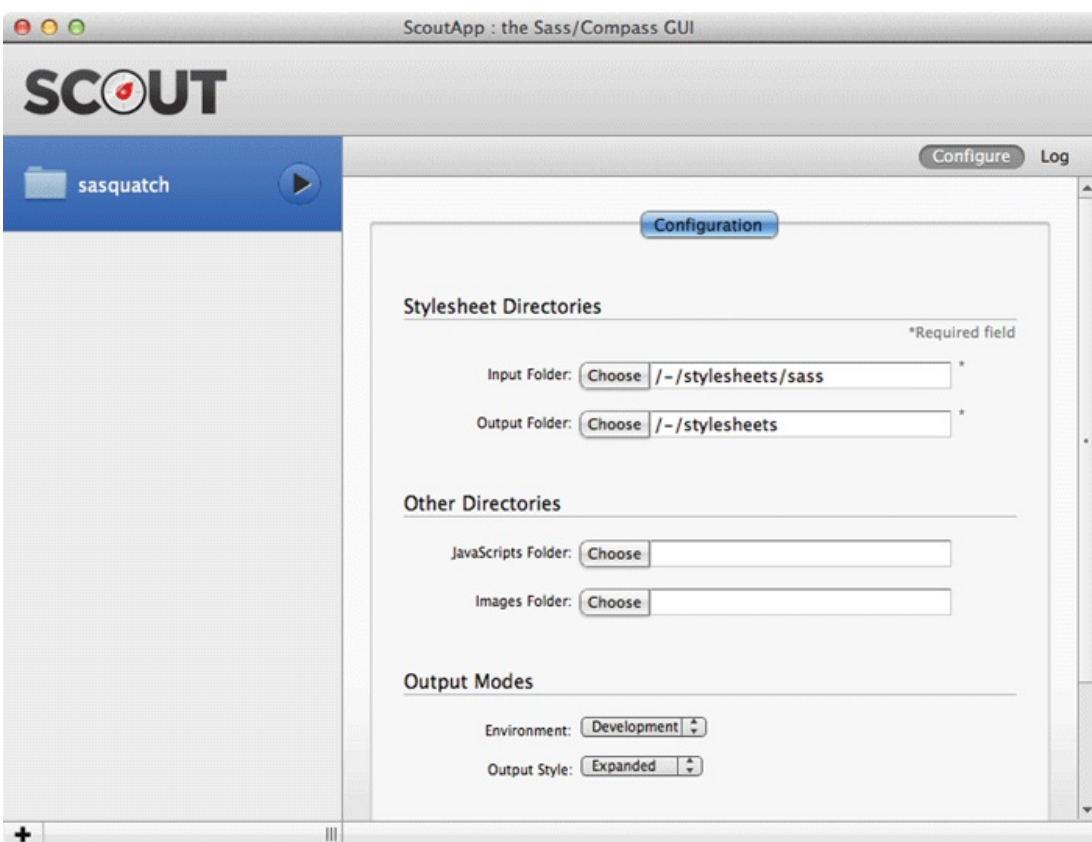 ScoutApp : the Sass/Compass GUI
SCOUT
sasquatch
Configure Log
Configuration
Stylesheet Directories
*Required field
Input Folder: Choose /-/stylesheets/sass *
Output Folder: Choose /-/stylesheets *
Other Directories
JavaScripts Folder: Choose
Images Folder: Choose
Output Modes
Environment: Development
Output Style: Expanded